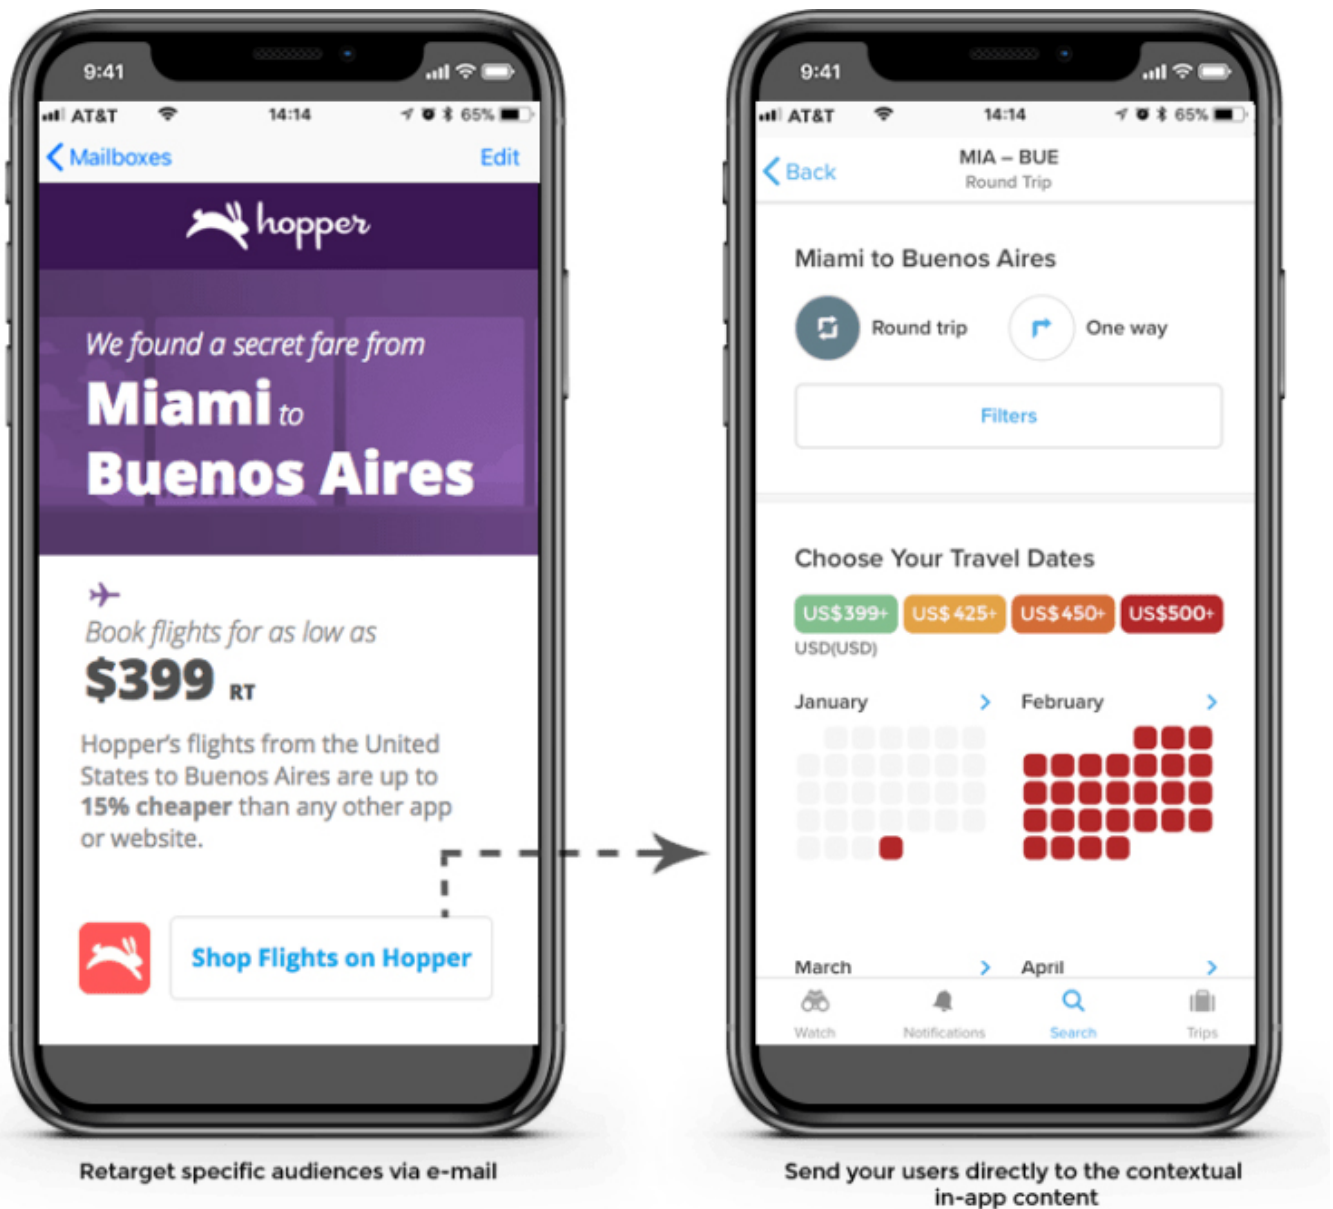 9:41
AT&T 14:14 65%
Mailboxes Edit
hopper
We found a secret fare from
Miami to
Buenos Aires
Book flights for as low as
$399 RT
Hopper's flights from the United
States to Buenos Aires are up to
15% cheaper than any other app
or website.
Shop Flights on Hopper
Retarget specific audiences via e-mail
9:41
AT&T 14:14 65%
Back
MIA – BUE
Round Trip
Miami to Buenos Aires
Round trip One way
Filters
Choose Your Travel Dates
US$399+ US$425+ US$450+ US$500+
USD(USD)
January February
March April
Watch Notifications Search Trips
Send your users directly to the contextual
in-app content